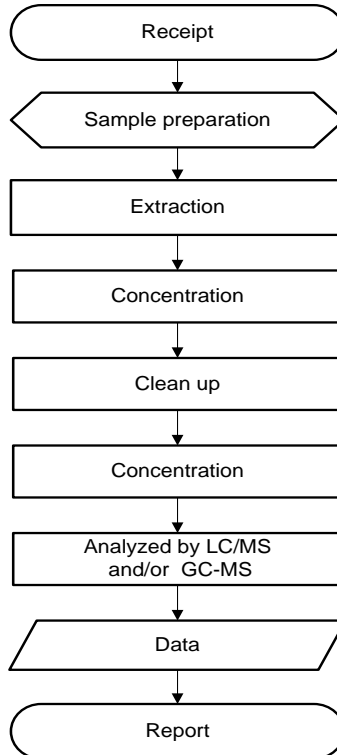 Receipt
Sample preparation
Extraction
Concentration
Clean up
Concentration
Analyzed by LC/MS
and/or GC-MS
Data
Report